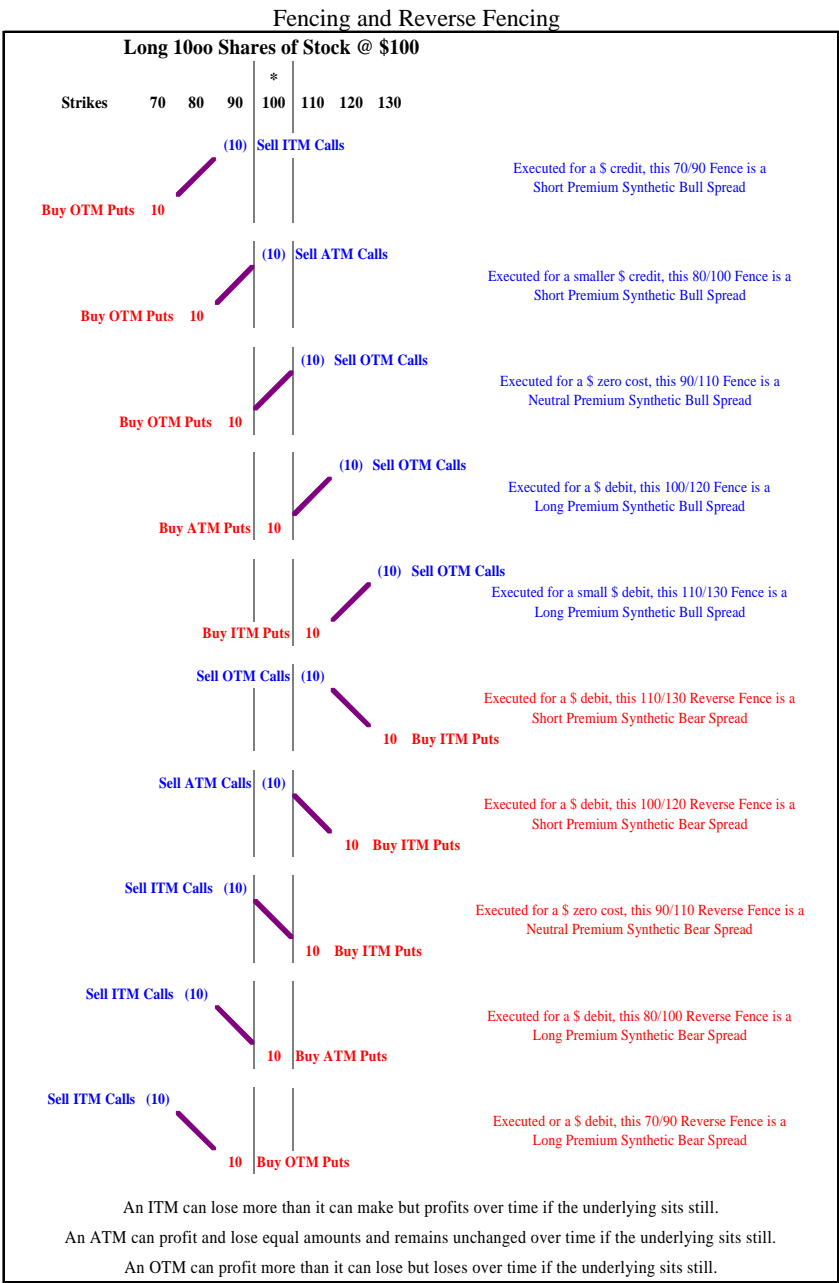 Fencing and Reverse Fencing
Long 10oo Shares of Stock @ $100
*
Strikes 70 80 90 100 110 120 130
(10) Sell ITM Calls
Executed for a $ credit, this 70/90 Fence is a
Short Premium Synthetic Bull Spread
Buy OTM Puts 10
(10) Sell ATM Calls
Executed for a smaller $ credit, this 80/100 Fence is a
Short Premium Synthetic Bull Spread
Buy OTM Puts 10
(10) Sell OTM Calls
Executed for a $ zero cost, this 90/110 Fence is a
Neutral Premium Synthetic Bull Spread
Buy OTM Puts 10
(10) Sell OTM Calls
Executed for a $ debit, this 100/120 Fence is a
Long Premium Synthetic Bull Spread
Buy ATM Puts 10
(10) Sell OTM Calls
Executed for a small $ debit, this 110/130 Fence is a
Long Premium Synthetic Bull Spread
Buy ITM Puts 10
Sell OTM Calls (10)
Executed for a $ debit, this 110/130 Reverse Fence is a
Short Premium Synthetic Bear Spread
10 Buy ITM Puts
Sell ATM Calls (10)
Executed for a $ debit, this 100/120 Reverse Fence is a
Short Premium Synthetic Bear Spread
10 Buy ITM Puts
Sell ITM Calls (10)
Executed for a $ zero cost, this 90/110 Reverse Fence is a
Neutral Premium Synthetic Bear Spread
10 Buy ITM Puts
Sell ITM Calls (10)
Executed for a $ debit, this 80/100 Reverse Fence is a
Long Premium Synthetic Bear Spread
10 Buy ATM Puts
Sell ITM Calls (10)
Executed or a $ debit, this 70/90 Reverse Fence is a
Long Premium Synthetic Bear Spread
10 Buy OTM Puts
An ITM can lose more than it can make but profits over time if the underlying sits still.
An ATM can profit and lose equal amounts and remains unchanged over time if the underlying sits still.
An OTM can profit more than it can lose but loses over time if the underlying sits still.